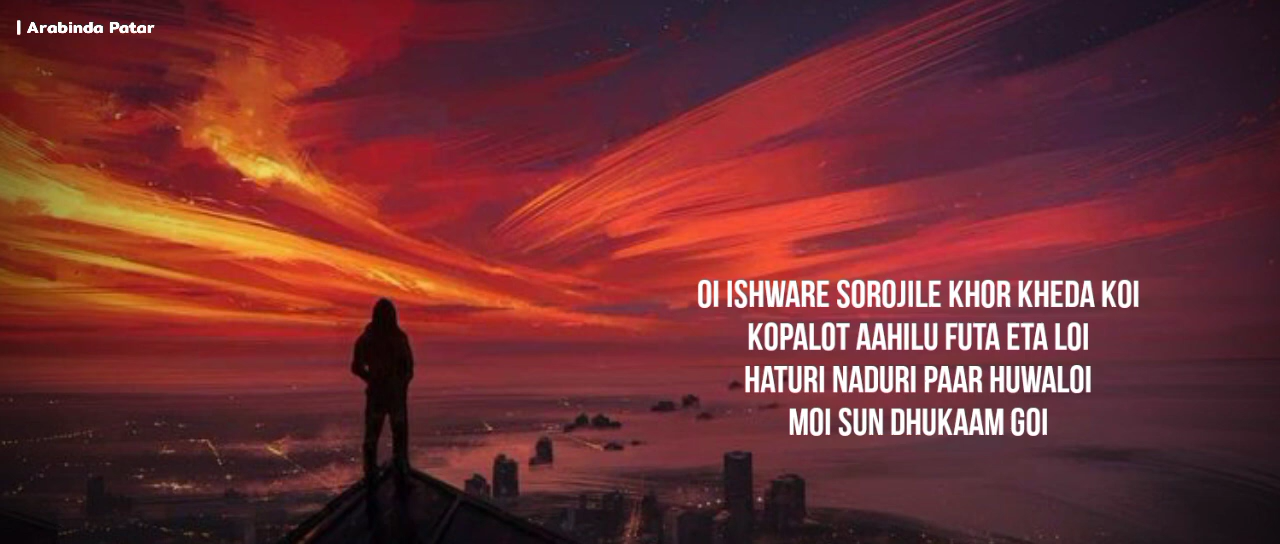 | Arabinda Patar
OI ISHWARE SOROJILE KHOR KHEDA KOI
KOPALOT AAHILU FUTA ETA LOI
HATURI NADURI PAAR HUWALOI
MOI SUN DHUKAAM GOI